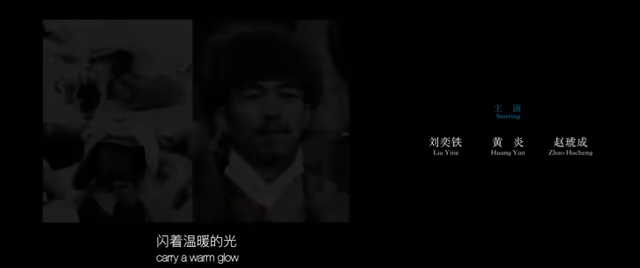 主 演
Starring
刘奕铁
Liu Yitie
黄 炎
Huang Yan
赵琥成
Zhao Hucheng
闪着温暖的光
carry a warm glow